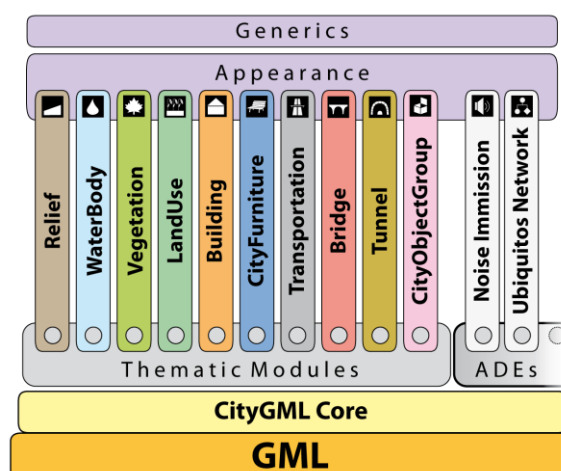 Generics
Appearance
Relief
WaterBody
Vegetation
LandUse
Building
CityFurniture
Transportation
Bridge
Tunnel
CityObjectGroup
Noise Immission
Ubiquitos Network
Thematic Modules
ADEs
CityGML Core
GML